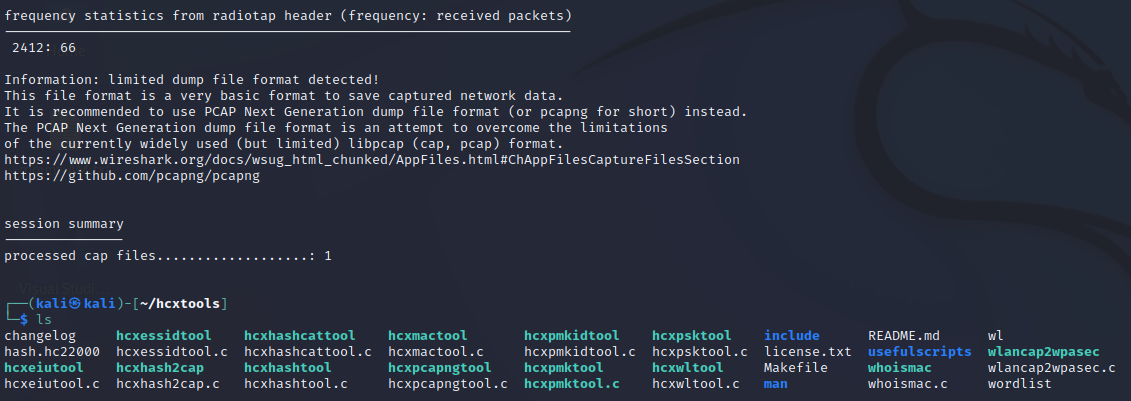 frequency statistics from radiotap header (frequency: received packets)
-----------------------------------------------------------------------
 2412: 66
Information: limited dump file format detected!
This file format is a very basic format to save captured network data.
It is recommended to use PCAP Next Generation dump file format (or pcapng for short) instead.
The PCAP Next Generation dump file format is an attempt to overcome the limitations
of the currently widely used (but limited) libpcap (cap, pcap) format.
https://www.wireshark.org/docs/wsug_html_chunked/AppFiles.html#ChAppFilesCaptureFilesSection
https://github.com/pcapng/pcapng
session summary
---------------
processed cap files...................: 1
┌──(kali㉿kali)-[~/hcxtools]
└─$ ls
changelog hcxessidtool hcxhashcattool hcxmactool hcxpmkidtool hcxpsktool include README.md wl
hash.hc22000 hcxessidtool.c hcxhashcattool.c hcxmactool.c hcxpmkidtool.c hcxpsktool.c license.txt usefulscripts wlancap2wpasec
hcxeiutool hcxhash2cap hcxhashtool hcxpcapngtool hcxpmktool hcxwltool Makefile whoismac wlancap2wpasec.c
hcxeiutool.c hcxhash2cap.c hcxhashtool.c hcxpcapngtool.c hcxpmktool.c hcxwltool.c man whoismac.c wordlist